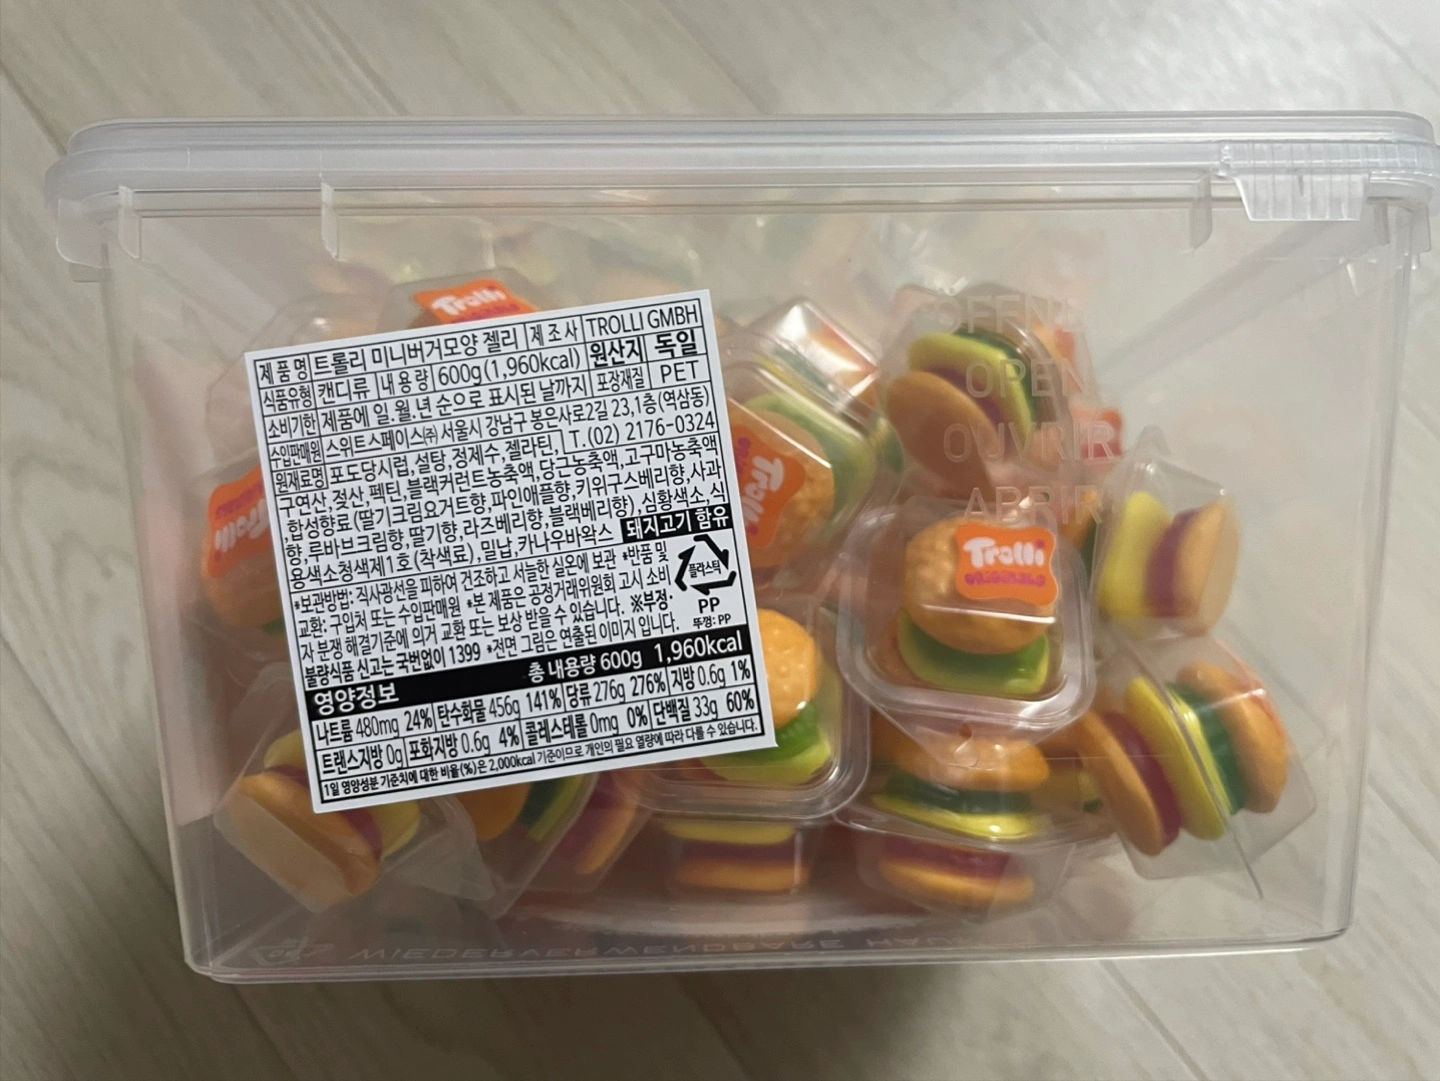 제품명 트롤리 미니버거모양 젤리 제조사 TROLLI GMBH
식품유형 캔디류 내용량 600g(1,960kcal) 원산지 독일
소비기한 제품에 일.월.년 순으로 표시된 날까지 포장재질 PET
수입판매원 스위트스페이스㈜ 서울시 강남구 봉은사로2길 23,1층(역삼동)
원재료명 포도당시럽,설탕,정제수,젤라틴, T.(02) 2176-0324
구연산,젖산,펙틴,블랙커런트농축액,당근농축액,고구마농축액
,합성향료(딸기크림요거트향,파인애플향,키위구스베리향,사과
향,루바브크림향,딸기향,라즈베리향,블랙베리향),심황색소,식
용색소청색제1호(착색료),밀납,카나우바왁스 돼지고기 함유
*보관방법: 직사광선을 피하여 건조하고 서늘한 실온에 보관 *반품 및
교환: 구입처 또는 수입판매원 *본 제품은 공정거래위원회 고시 소비
자 분쟁 해결기준에 의거 교환 또는 보상 받을 수 있습니다. ※부정·
불량식품 신고는 국번없이 1399 *전면 그림은 연출된 이미지 입니다.
플라스틱
PP
뚜껑: PP
영양정보 총 내용량 600g 1,960kcal
나트륨 480mg 24% 탄수화물 456g 141% 당류 276g 276% 지방 0.6g 1%
트랜스지방 0g 포화지방 0.6g 4% 콜레스테롤 0mg 0% 단백질 33g 60%
1일 영양성분 기준치에 대한 비율(%)은 2,000kcal 기준이므로 개인의 필요 열량에 따라 다를 수 있습니다.
Trolli
Trolli
Trolli
Trolli
ORIGINAL
OPEN
OUVRIR
ABRIR
WIEDERVERWENDBARE